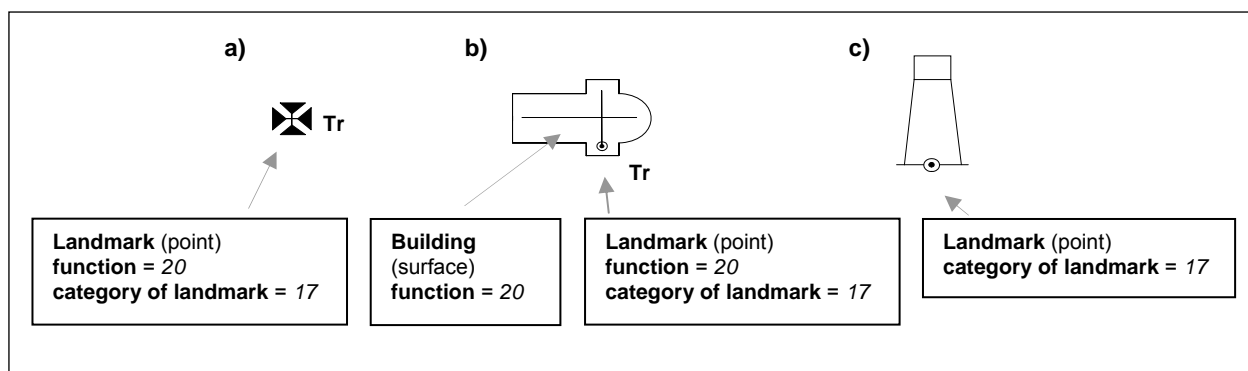 a)
b)
c)
Tr
Tr
Landmark (point)
function = 20
category of landmark = 17
Building
(surface)
function = 20
Landmark (point)
function = 20
category of landmark = 17
Landmark (point)
category of landmark = 17